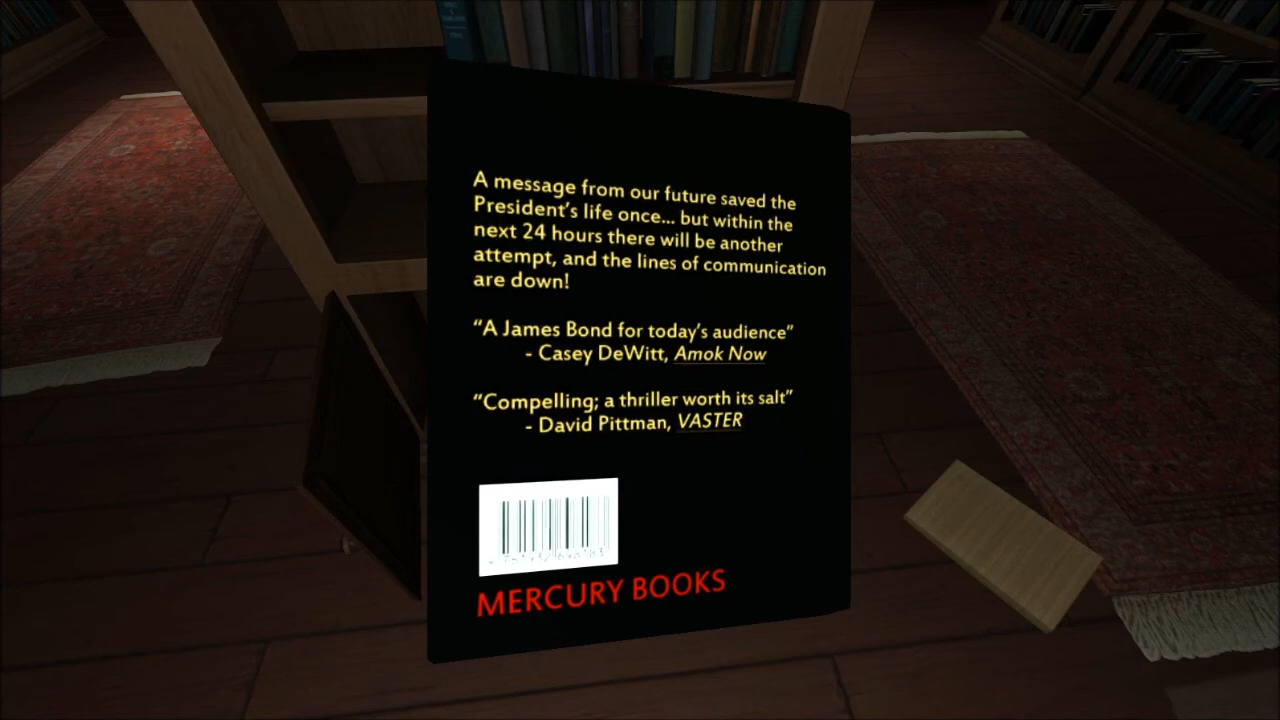 A message from our future saved the
President's life once... but within the
next 24 hours there will be another
attempt, and the lines of communication
are down!
“A James Bond for today's audience”
- Casey DeWitt, Amok Now
“Compelling; a thriller worth its salt”
- David Pittman, VASTER
MERCURY BOOKS